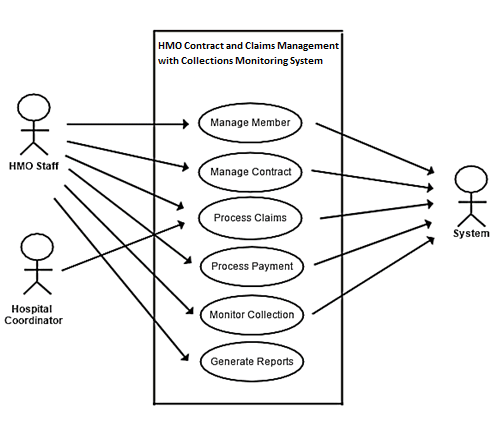 HMO Contract and Claims Management
with Collections Monitoring System
Manage Member
HMO Staff
Manage Contract
Process Claims
System
Process Payment
Hospital
Coordinator
Monitor Collection
Generate Reports